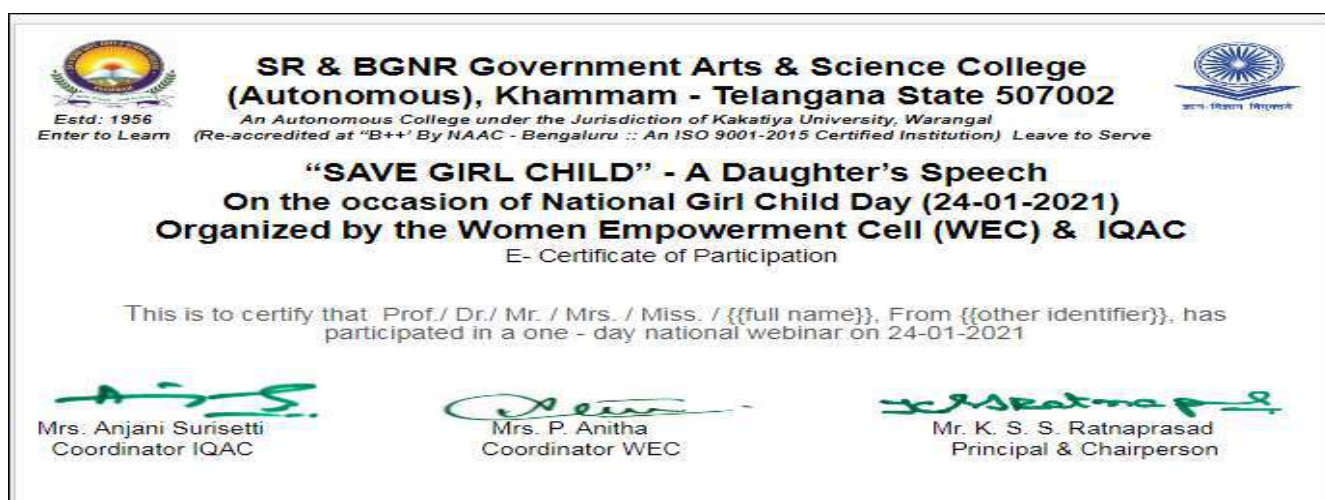 SR & BGNR Government Arts & Science College
(Autonomous), Khammam - Telangana State 507002
Estd: 1956
An Autonomous College under the Jurisdiction of Kakatiya University, Warangal
Enter to Learn
(Re-accredited at "B++' By NAAC - Bengaluru :: An ISO 9001-2015 Certified Institution) Leave to Serve
ज्ञान-विज्ञान विमुक्तये
“SAVE GIRL CHILD” - A Daughter’s Speech
On the occasion of National Girl Child Day (24-01-2021)
Organized by the Women Empowerment Cell (WEC) & IQAC
E- Certificate of Participation
This is to certify that Prof./ Dr./ Mr. / Mrs. / Miss. / {{full name}}, From {{other identifier}}, has
participated in a one - day national webinar on 24-01-2021
Mrs. Anjani Surisetti
Coordinator IQAC
Mrs. P. Anitha
Coordinator WEC
Mr. K. S. S. Ratnaprasad
Principal & Chairperson